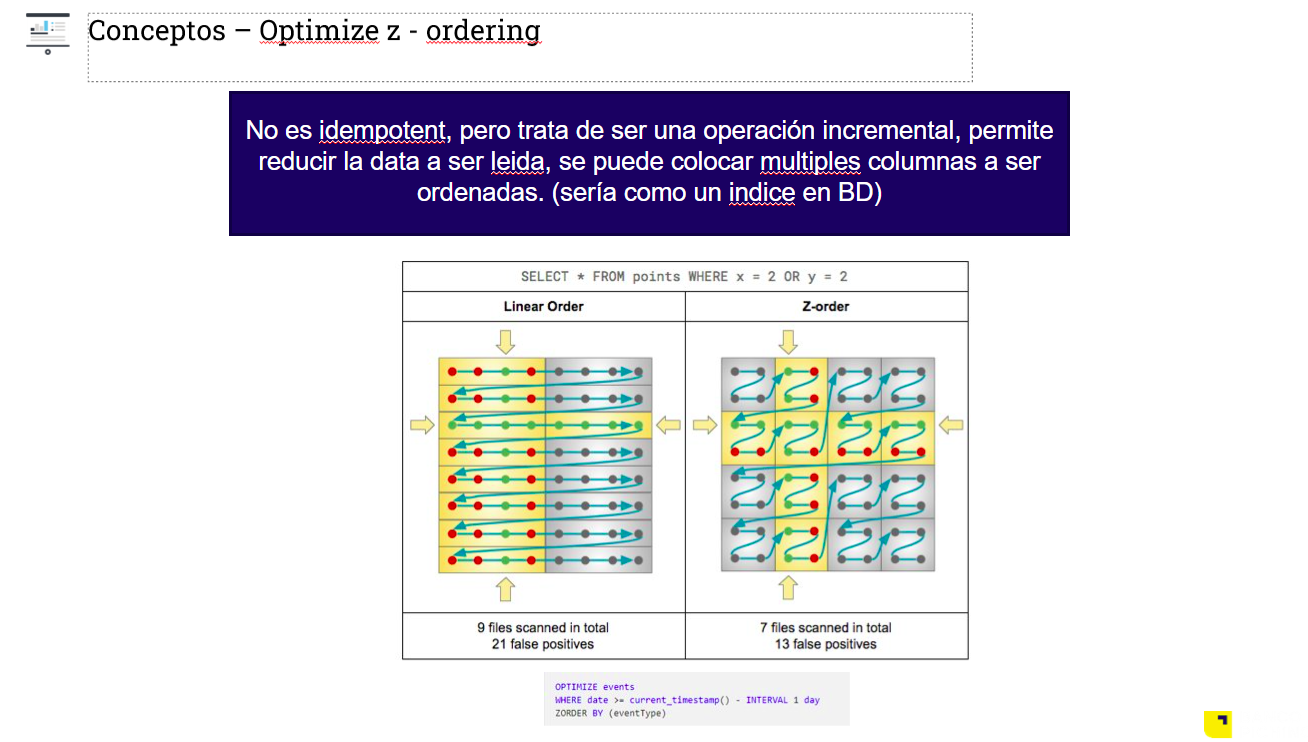 Conceptos – Optimize z - ordering
No es idempotent, pero trata de ser una operación incremental, permite
reducir la data a ser leida, se puede colocar multiples columnas a ser
ordenadas. (sería como un indice en BD)
SELECT * FROM points WHERE x = 2 OR y = 2
Linear Order
Z-order
9 files scanned in total
21 false positives
7 files scanned in total
13 false positives
OPTIMIZE events
WHERE date >= current_timestamp() - INTERVAL 1 day
ZORDER BY (eventType)